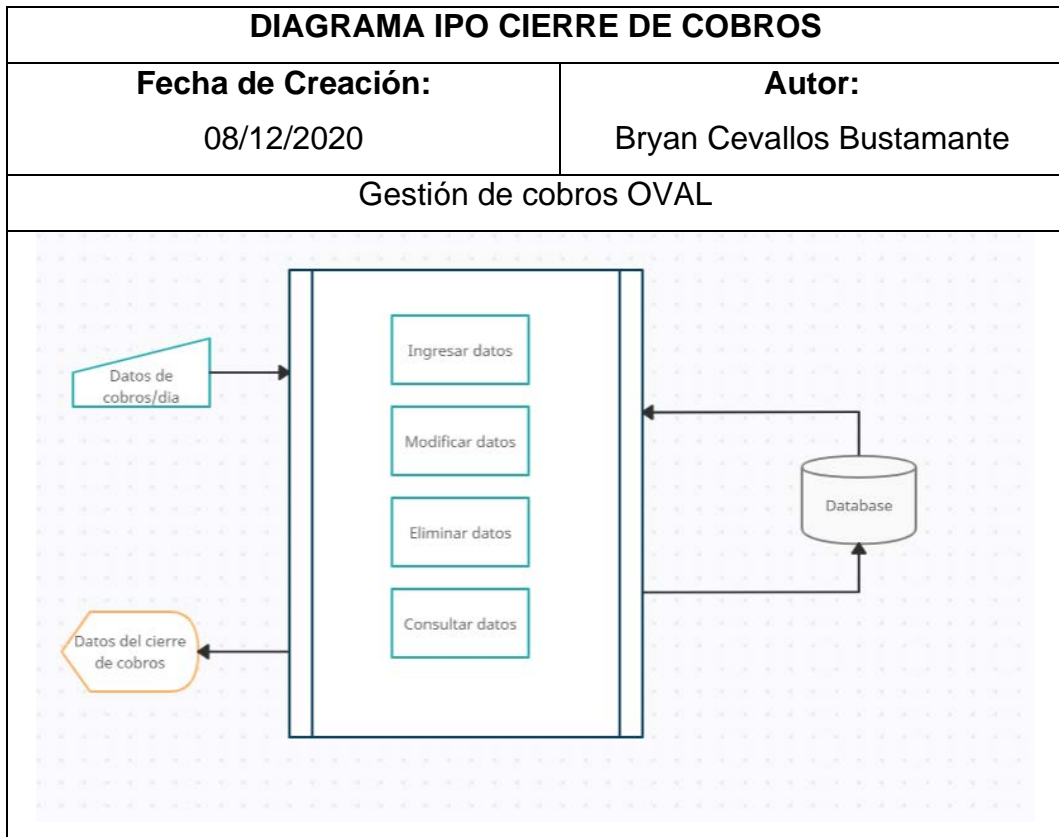 DIAGRAMA IPO CIERRE DE COBROS
Fecha de Creación:
08/12/2020
Autor:
Bryan Cevallos Bustamante
Gestión de cobros OVAL
Datos de
cobros/dia
Ingresar datos
Modificar datos
Eliminar datos
Consultar datos
Database
Datos del cierre
de cobros